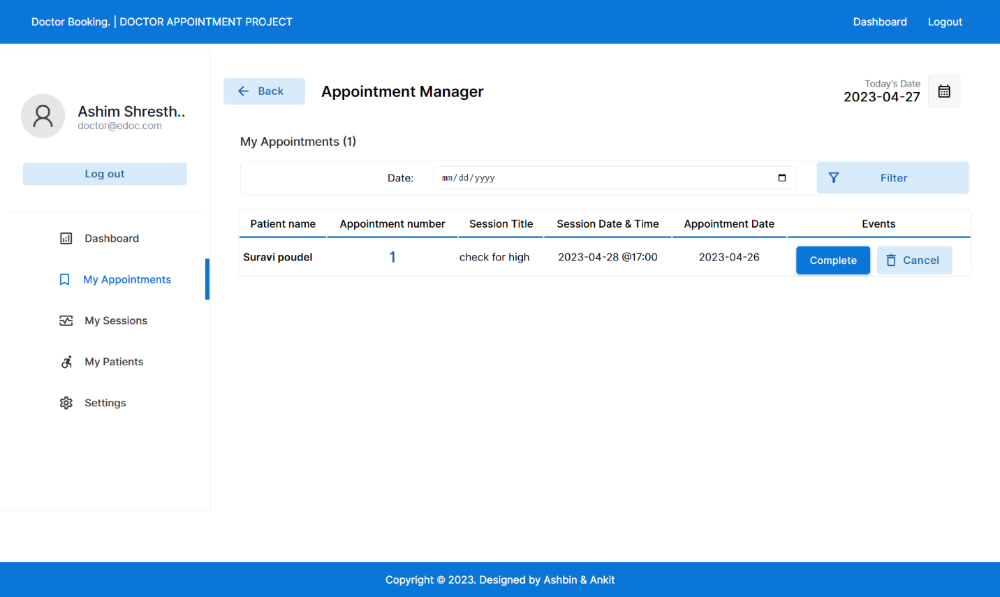 Doctor Booking. | DOCTOR APPOINTMENT PROJECT
Dashboard
Logout
Ashim Shresth..
doctor@edoc.com
Log out
Dashboard
My Appointments
My Sessions
My Patients
Settings
Back
Appointment Manager
Today's Date
2023-04-27
My Appointments (1)
Date:
mm/dd/yyyy
Filter
Patient name
Appointment number
Session Title
Session Date & Time
Appointment Date
Events
Suravi poudel
1
check for high
2023-04-28 @17:00
2023-04-26
Complete
Cancel
Copyright © 2023. Designed by Ashbin & Ankit